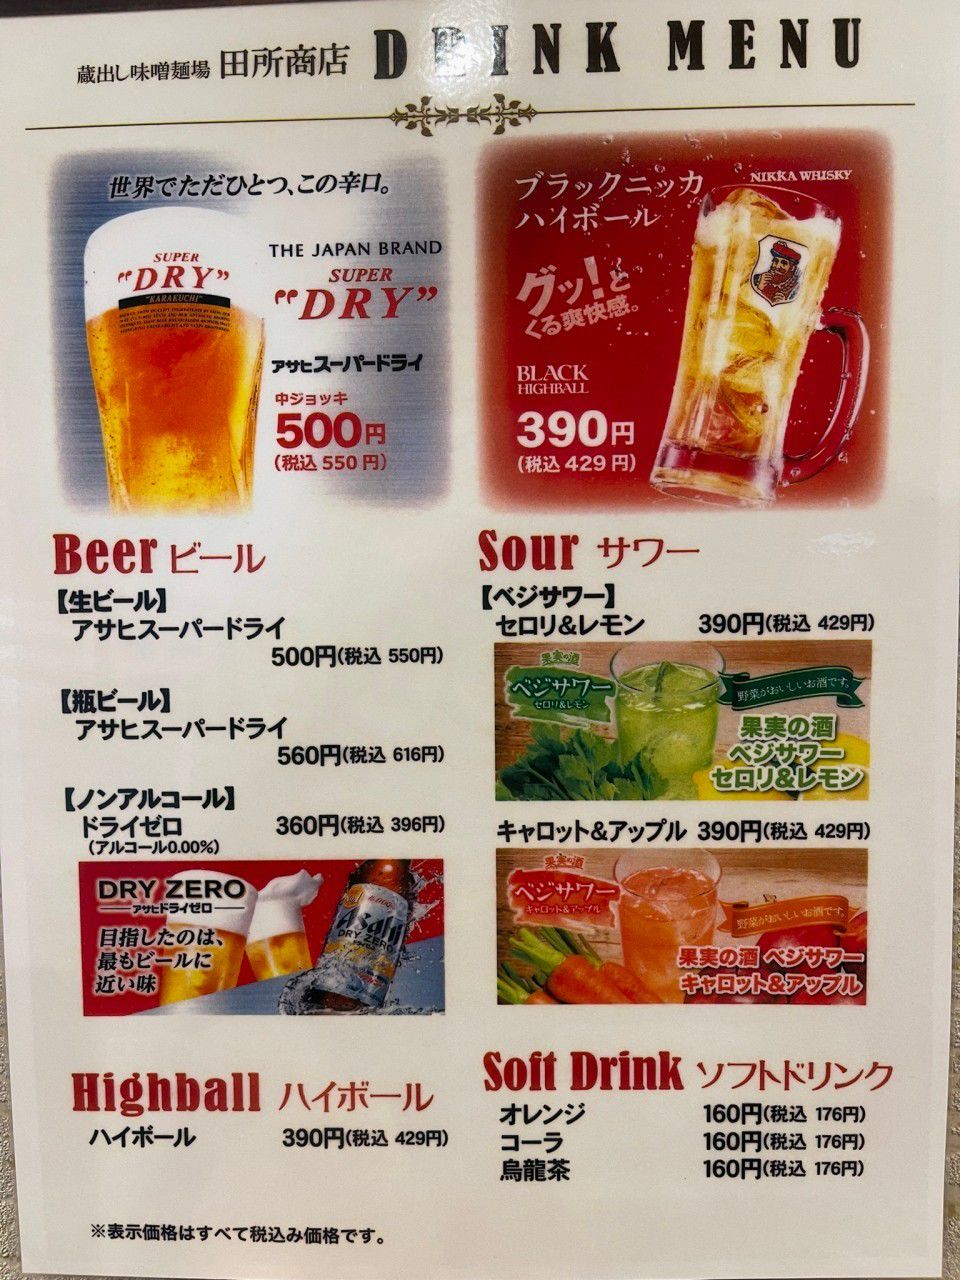 蔵出し味噌麺場 田所商店 DRINK MENU
世界でただひとつ、この辛口。
SUPER
"DRY"
"KARAKUCHI"
THE JAPAN BRAND
SUPER
"DRY"
アサヒスーパードライ
中ジョッキ
500円
(税込 550円)
ブラックニッカ
ハイボール
NIKKA WHISKY
グッ!と
くる爽快感。
BLACK
HIGHBALL
390円
(税込 429円)
Beer ビール
【生ビール】
アサヒスーパードライ
500円(税込 550円)
【瓶ビール】
アサヒスーパードライ
560円(税込 616円)
【ノンアルコール】
ドライゼロ 360円(税込 396円)
(アルコール0.00%)
DRY ZERO
アサヒドライゼロ
目指したのは、
最もビールに
近い味
Asahi
DRY ZERO
Highball ハイボール
ハイボール 390円(税込 429円)
Sour サワー
【ベジサワー】
セロリ&レモン 390円(税込 429円)
果実の酒
ベジサワー
セロリ&レモン
野菜がおいしいお酒です。
果実の酒
ベジサワー
セロリ&レモン
キャロット&アップル 390円(税込 429円)
果実の酒
ベジサワー
キャロット&アップル
野菜がおいしいお酒です。
果実の酒 ベジサワー
キャロット&アップル
Soft Drink ソフトドリンク
オレンジ 160円(税込 176円)
コーラ 160円(税込 176円)
烏龍茶 160円(税込 176円)
※表示価格はすべて税込み価格です。